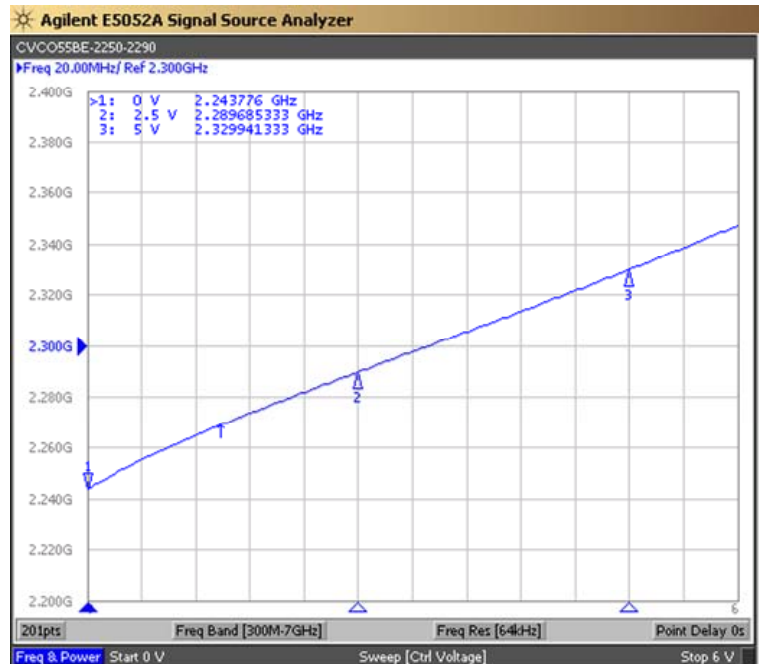 Agilent E5052A Signal Source Analyzer
CVCO55BE-2250-2290
▶Freq 20.00MHz/ Ref 2.300GHz
2.400G
>1: 0 V 2.243776 GHz
2: 2.5 V 2.289685333 GHz
3: 5 V 2.329941333 GHz
2.380G
2.360G
2.340G
2.320G
3
2.300G
2.280G
2
2.260G
1
2.240G
2.220G
2.200G
6
201pts Freq Band [300M-7GHz] Freq Res [64kHz] Point Delay 0s
Freq & Power Start 0 V Sweep [Ctrl Voltage] Stop 6 V